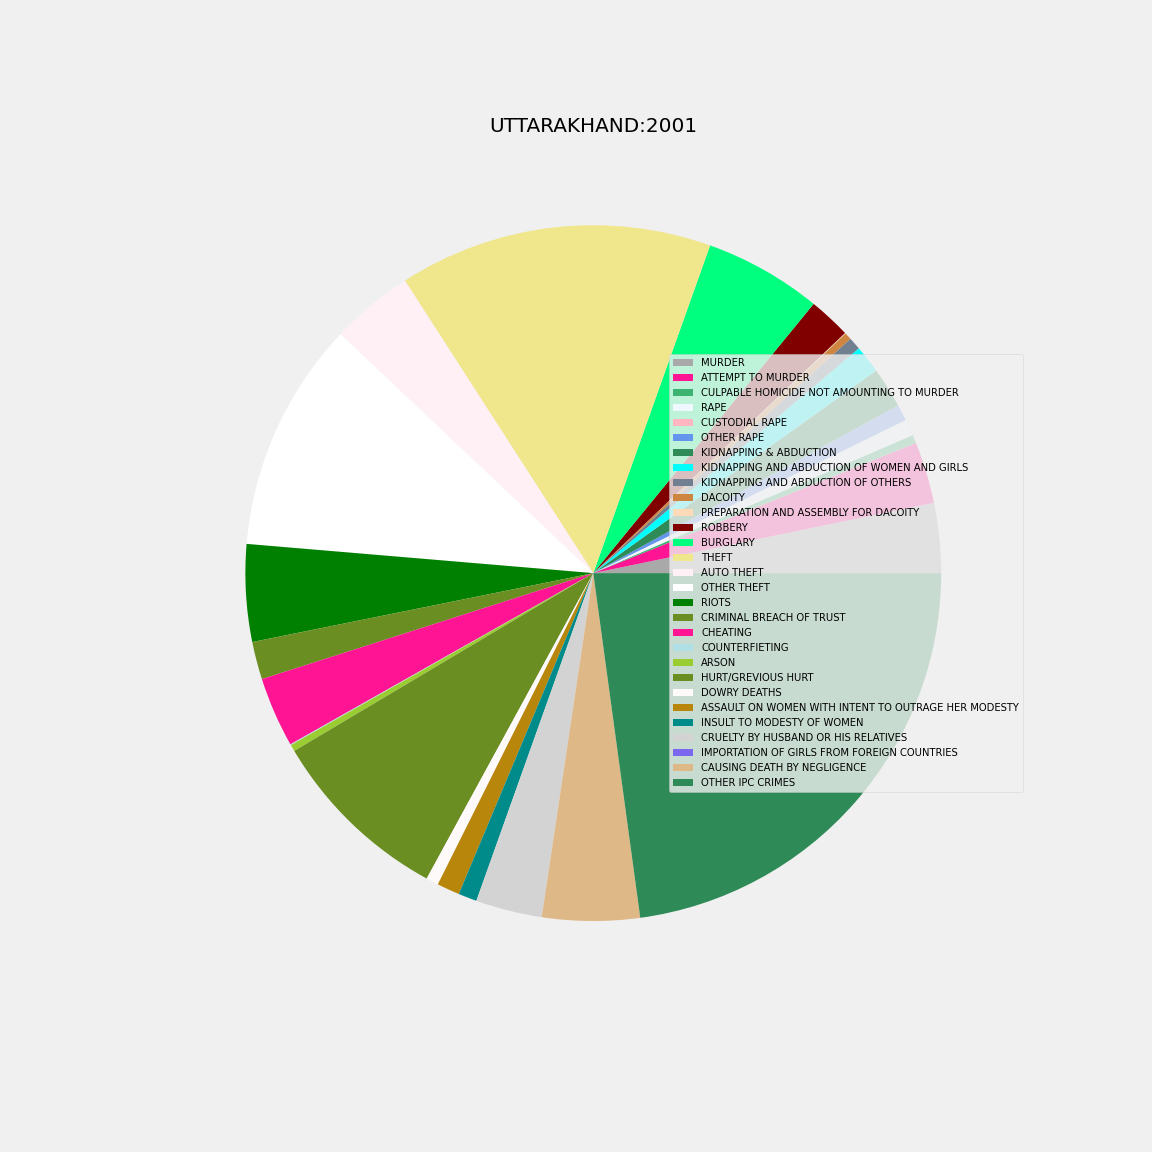 UTTARAKHAND:2001
MURDER
ATTEMPT TO MURDER
CULPABLE HOMICIDE NOT AMOUNTING TO MURDER
RAPE
CUSTODIAL RAPE
OTHER RAPE
KIDNAPPING & ABDUCTION
KIDNAPPING AND ABDUCTION OF WOMEN AND GIRLS
KIDNAPPING AND ABDUCTION OF OTHERS
DACOITY
PREPARATION AND ASSEMBLY FOR DACOITY
ROBBERY
BURGLARY
THEFT
AUTO THEFT
OTHER THEFT
RIOTS
CRIMINAL BREACH OF TRUST
CHEATING
COUNTERFIETING
ARSON
HURT/GREVIOUS HURT
DOWRY DEATHS
ASSAULT ON WOMEN WITH INTENT TO OUTRAGE HER MODESTY
INSULT TO MODESTY OF WOMEN
CRUELTY BY HUSBAND OR HIS RELATIVES
IMPORTATION OF GIRLS FROM FOREIGN COUNTRIES
CAUSING DEATH BY NEGLIGENCE
OTHER IPC CRIMES